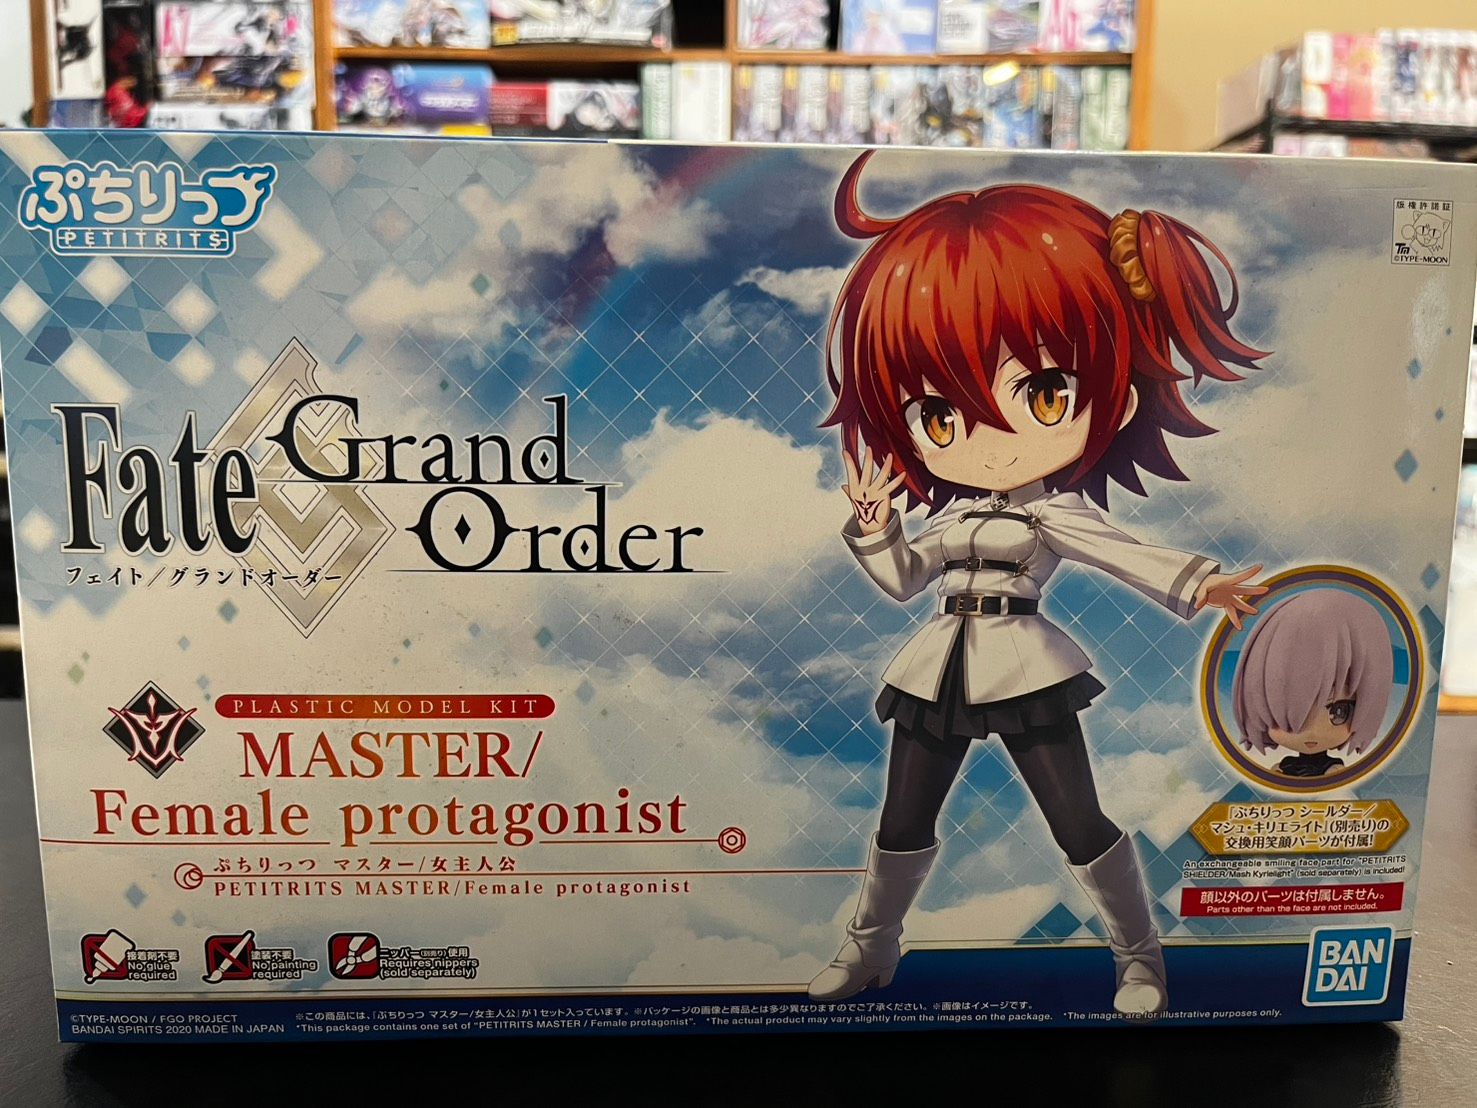 ぷちりっつ
PETITRITS
版権許諾証
TM
©TYPE-MOON
Fate
Grand
Order
フェイト/グランドオーダー
PLASTIC MODEL KIT
MASTER/
Female protagonist
ぷちりっつ マスター/女主人公
PETITRITS MASTER/Female protagonist
『ぷちりっつ シールダー/
マシュ・キリエライト』(別売り)の
交換用笑顔パーツが付属!
An exchangeable smiling face part for "PETITRITS
SHIELDER/Mash Kyrielight" (sold separately) is included!
顔以外のパーツは付属しません。
Parts other than the face are not included.
接着剤不要
No glue
required
塗装不要
No painting
required
ニッパー(別売り)使用
Requires nippers
(sold separately)
BAN
DAI
©TYPE-MOON / FGO PROJECT
BANDAI SPIRITS 2020 MADE IN JAPAN
※この商品には、『ぷちりっつ マスター/女主人公』が1セット入っています。※パッケージの画像と商品とは多少異なりますのでご了承ください。※画像はイメージです。
*This package contains one set of "PETITRITS MASTER / Female protagonist". *The actual product may vary slightly from the images on the package. *The images are for illustrative purposes only.